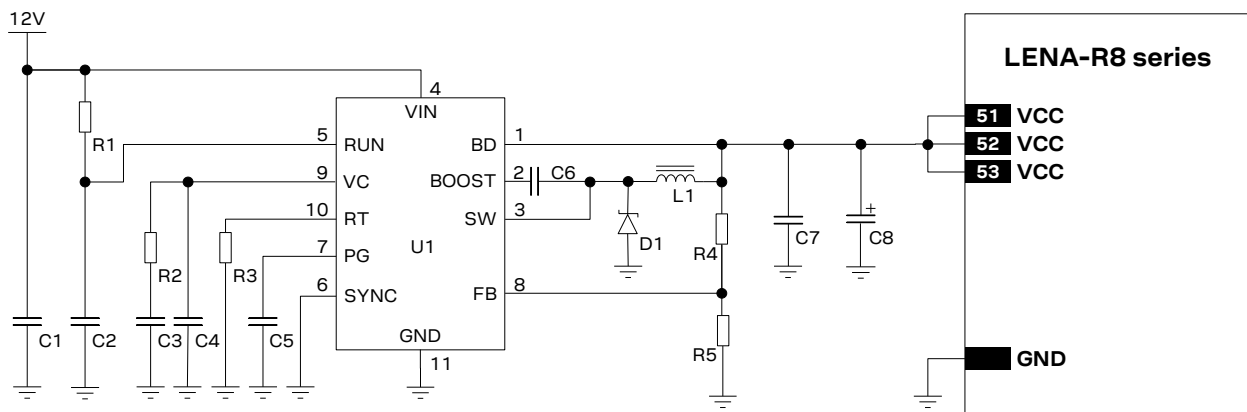 12V
LENA-R8 series
4
VIN
51 VCC
R1
5 RUN
BD 1
52 VCC
9 VC
BOOST 2
C6
53 VCC
L1
10 RT
SW 3
U1
D1
C7
C8
R2
R3
7 PG
R4
6 SYNC
FB 8
C1
C2
C3
C4
C5
GND
11
R5
GND
+